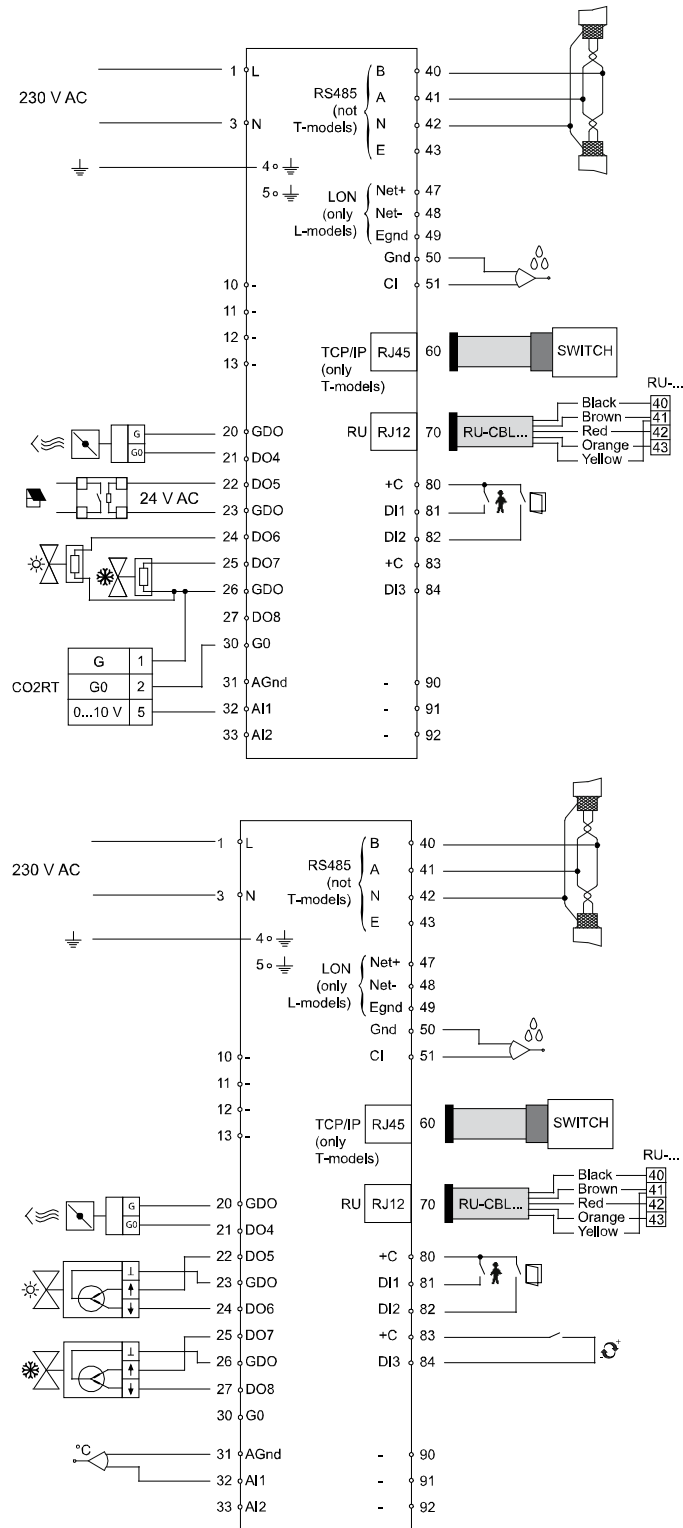 230 V AC
1 L
3 N
4
5
10 -
11 -
12 -
13 -
G 20 GDO
G0 21 DO4
22 DO5
24 V AC
23 GDO
24 DO6
25 DO7
26 GDO
27 DO8
30 G0
CO2RT
G 1
G0 2
0...10 V 5
31 AGnd
32 AI1
33 AI2
RS485
(not
T-models)
B 40
A 41
N 42
E 43
LON
(only
L-models)
Net+ 47
Net- 48
Egnd 49
Gnd 50
CI 51
TCP/IP
(only
T-models)
RJ45 60
SWITCH
RU RJ12 70
RU-CBL...
RU-...
Black 40
Brown 41
Red 42
Orange 43
Yellow
+C 80
DI1 81
DI2 82
+C 83
DI3 84
- 90
- 91
- 92
230 V AC
1 L
3 N
4
5
10 -
11 -
12 -
13 -
G 20 GDO
G0 21 DO4
22 DO5
23 GDO
24 DO6
25 DO7
26 GDO
27 DO8
30 G0
°C
31 AGnd
32 AI1
33 AI2
RS485
(not
T-models)
B 40
A 41
N 42
E 43
LON
(only
L-models)
Net+ 47
Net- 48
Egnd 49
Gnd 50
CI 51
TCP/IP
(only
T-models)
RJ45 60
SWITCH
RU RJ12 70
RU-CBL...
RU-...
Black 40
Brown 41
Red 42
Orange 43
Yellow
+C 80
DI1 81
DI2 82
+C 83
DI3 84
- 90
- 91
- 92